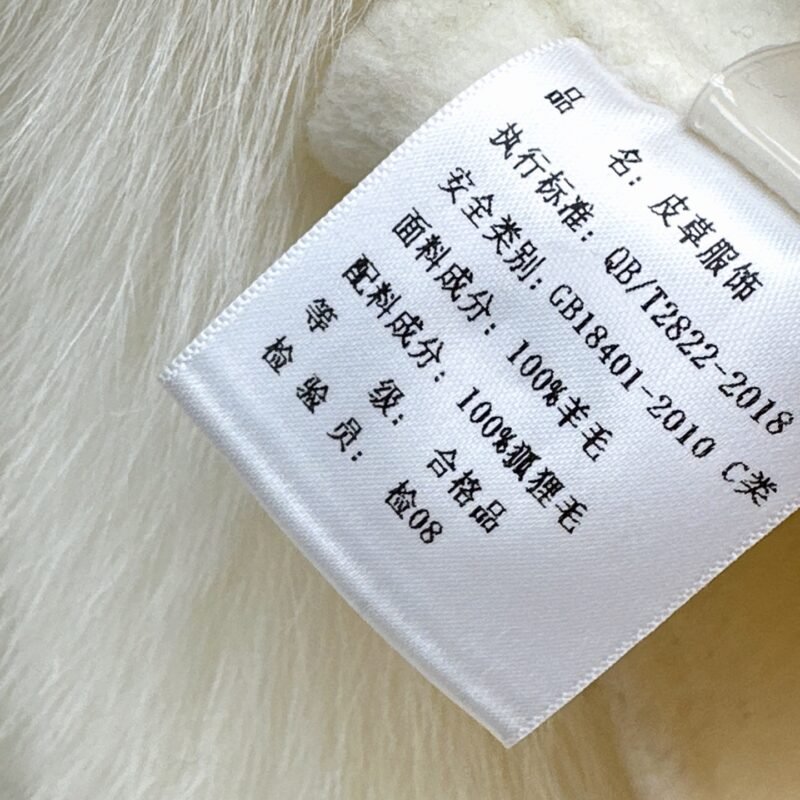 品 名: 皮草服饰
执行标准: QB/T2822-2018
安全类别: GB18401-2010 C类
面料成分: 100%羊毛
配料成分: 100%狐狸毛
等 级: 合格品
检 验 员: 检08